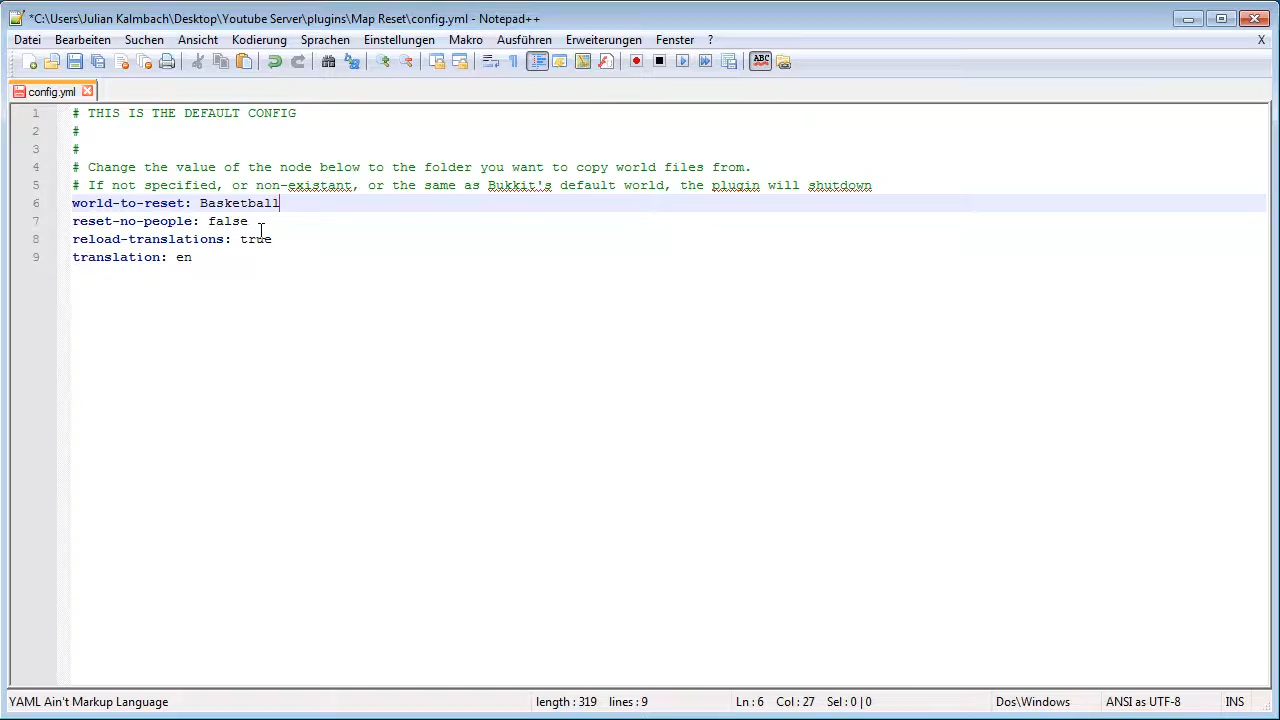 *C:\Users\Julian Kalmbach\Desktop\Youtube Server\plugins\Map Reset\config.yml - Notepad++
Datei Bearbeiten Suchen Ansicht Kodierung Sprachen Einstellungen Makro Ausführen Erweiterungen Fenster ? X
ABC
config.yml
1 # THIS IS THE DEFAULT CONFIG
2 #
3 #
4 # Change the value of the node below to the folder you want to copy world files from.
5 # If not specified, or non-existant, or the same as Bukkit's default world, the plugin will shutdown
6 world-to-reset: Basketball
7 reset-no-people: false
8 reload-translations: true
9 translation: en
YAML Ain't Markup Language length : 319 lines : 9 Ln : 6 Col : 27 Sel : 0 | 0 Dos\Windows ANSI as UTF-8 INS